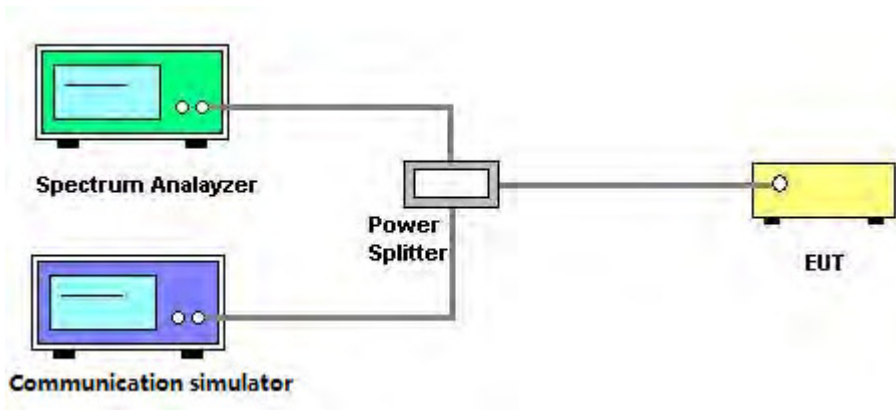 Spectrum Analayzer
Power
Splitter
EUT
Communication simulator